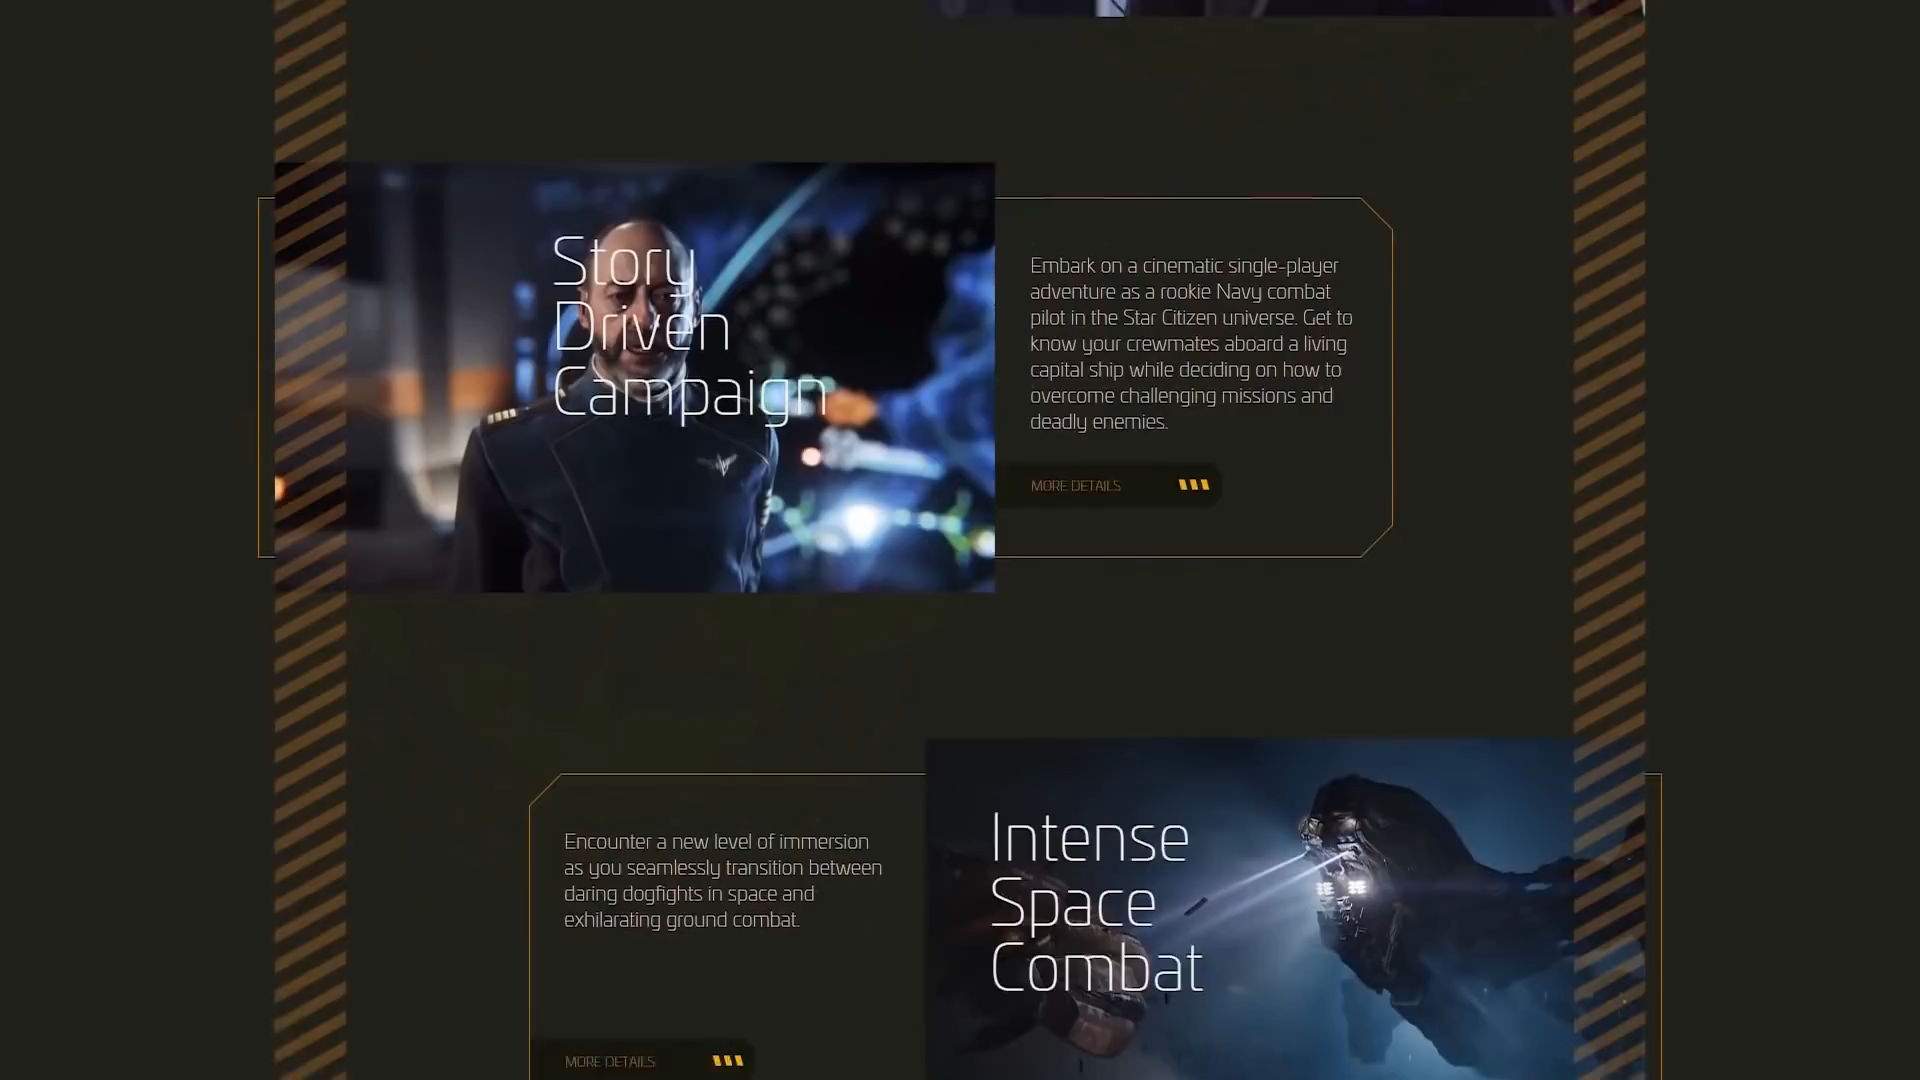 Story
Driven
Campaign
Embark on a cinematic single-player
adventure as a rookie Navy combat
pilot in the Star Citizen universe. Get to
know your crewmates aboard a living
capital ship while deciding on how to
overcome challenging missions and
deadly enemies.
MORE DETAILS
Encounter a new level of immersion
as you seamlessly transition between
daring dogfights in space and
exhilarating ground combat.
MORE DETAILS
Intense
Space
Combat